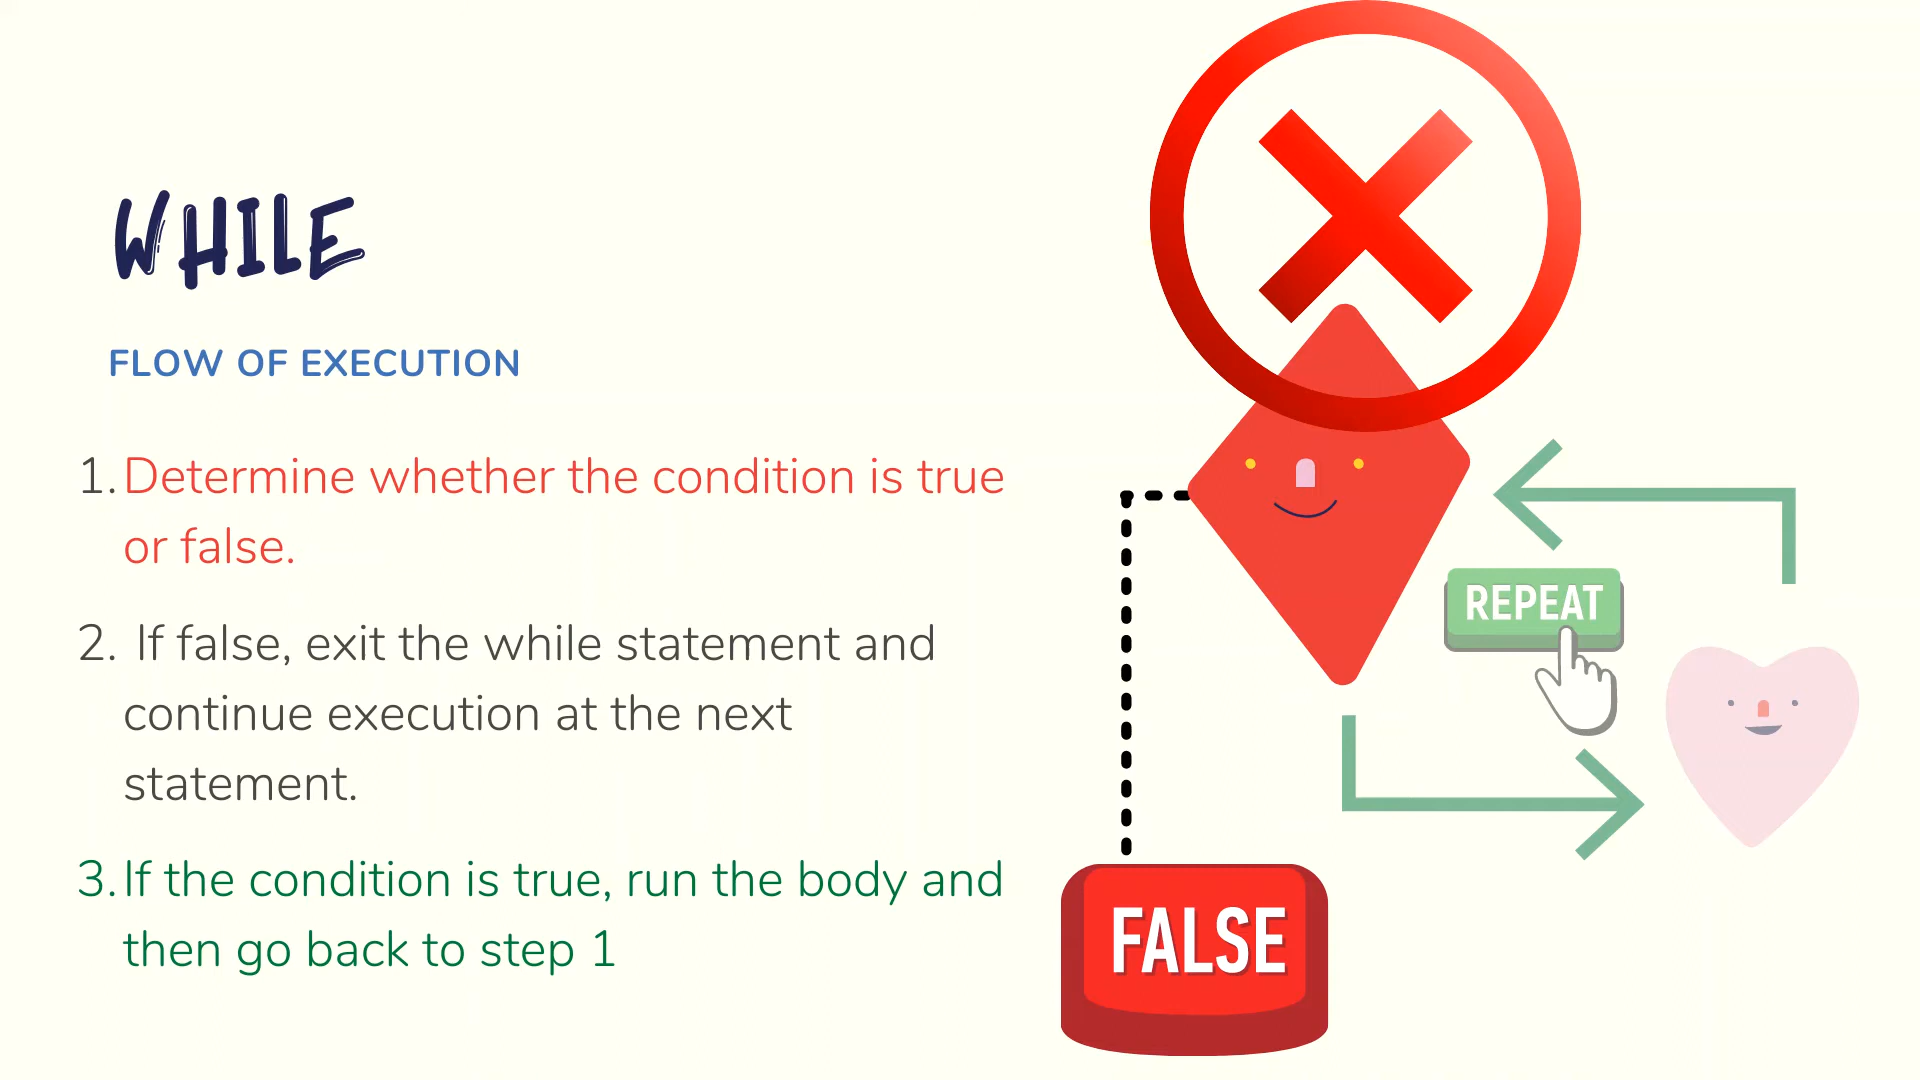 WHILE
FLOW OF EXECUTION
1. Determine whether the condition is true
or false.
2. If false, exit the while statement and
continue execution at the next
statement.
3. If the condition is true, run the body and
then go back to step 1
REPEAT
FALSE